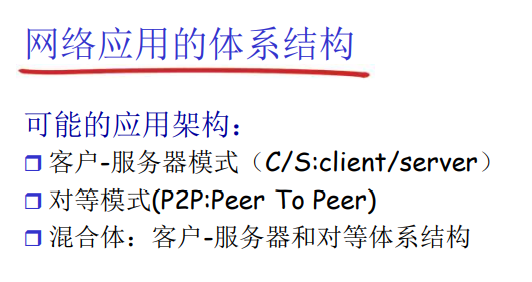 网络应用的体系结构
可能的应用架构：
客户-服务器模式（C/S:client/server）
对等模式(P2P:Peer To Peer)
混合体：客户-服务器和对等体系结构